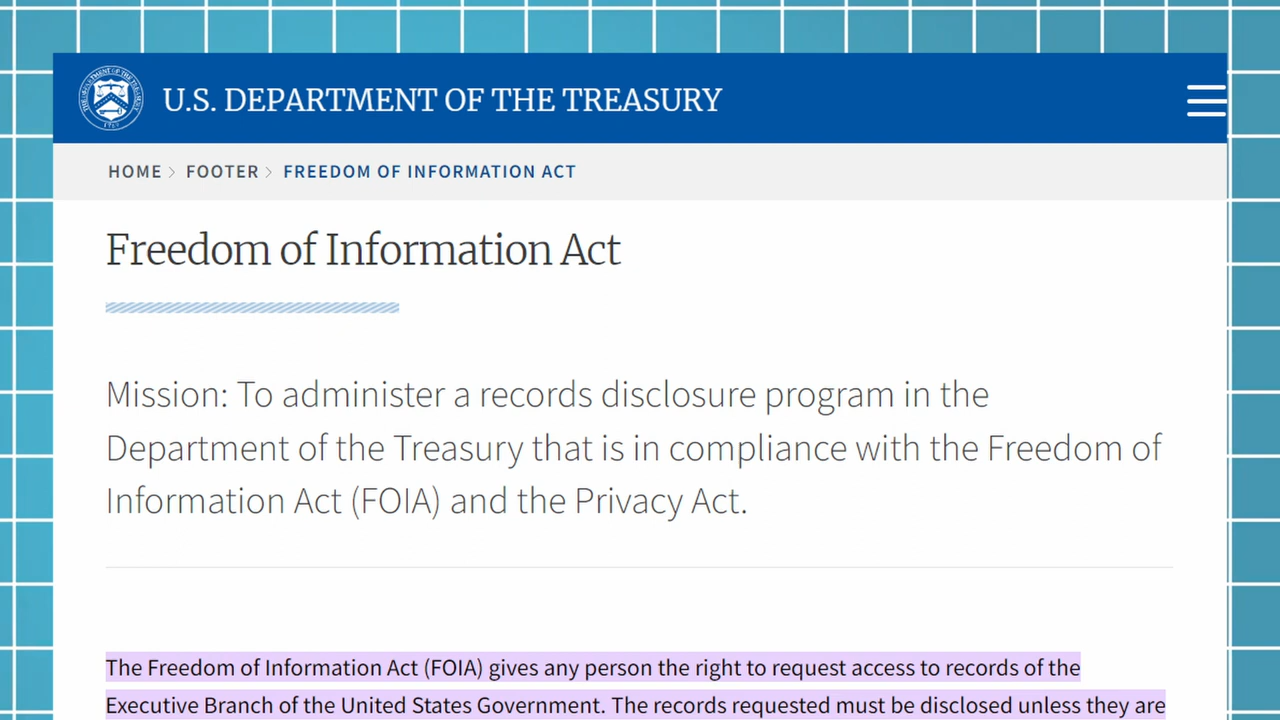 U.S. DEPARTMENT OF THE TREASURY
HOME > FOOTER > FREEDOM OF INFORMATION ACT
Freedom of Information Act
Mission: To administer a records disclosure program in the
Department of the Treasury that is in compliance with the Freedom of
Information Act (FOIA) and the Privacy Act.
The Freedom of Information Act (FOIA) gives any person the right to request access to records of the
Executive Branch of the United States Government. The records requested must be disclosed unless they are